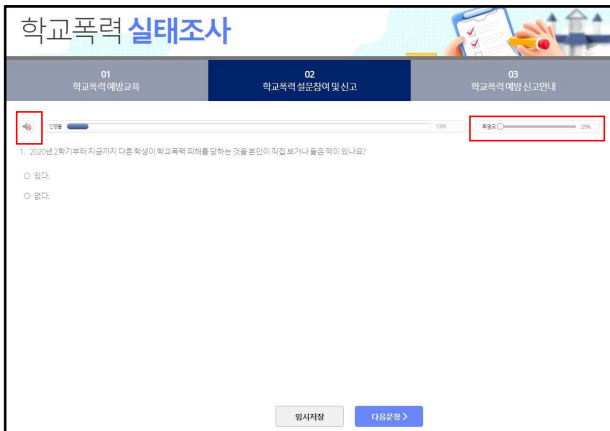 학교폭력 실태조사
01
학교폭력 예방교육
02
학교폭력 설문참여 및 신고
03
학교폭력 예방 신고안내
진행률
100%
투명도
20%
1. 2020년 2학기부터 지금까지 다른 학생이 학교폭력 피해를 당하는 것을 본인이 직접 보거나 들은 적이 있나요?
있다.
없다.
임시저장
다음문항 >